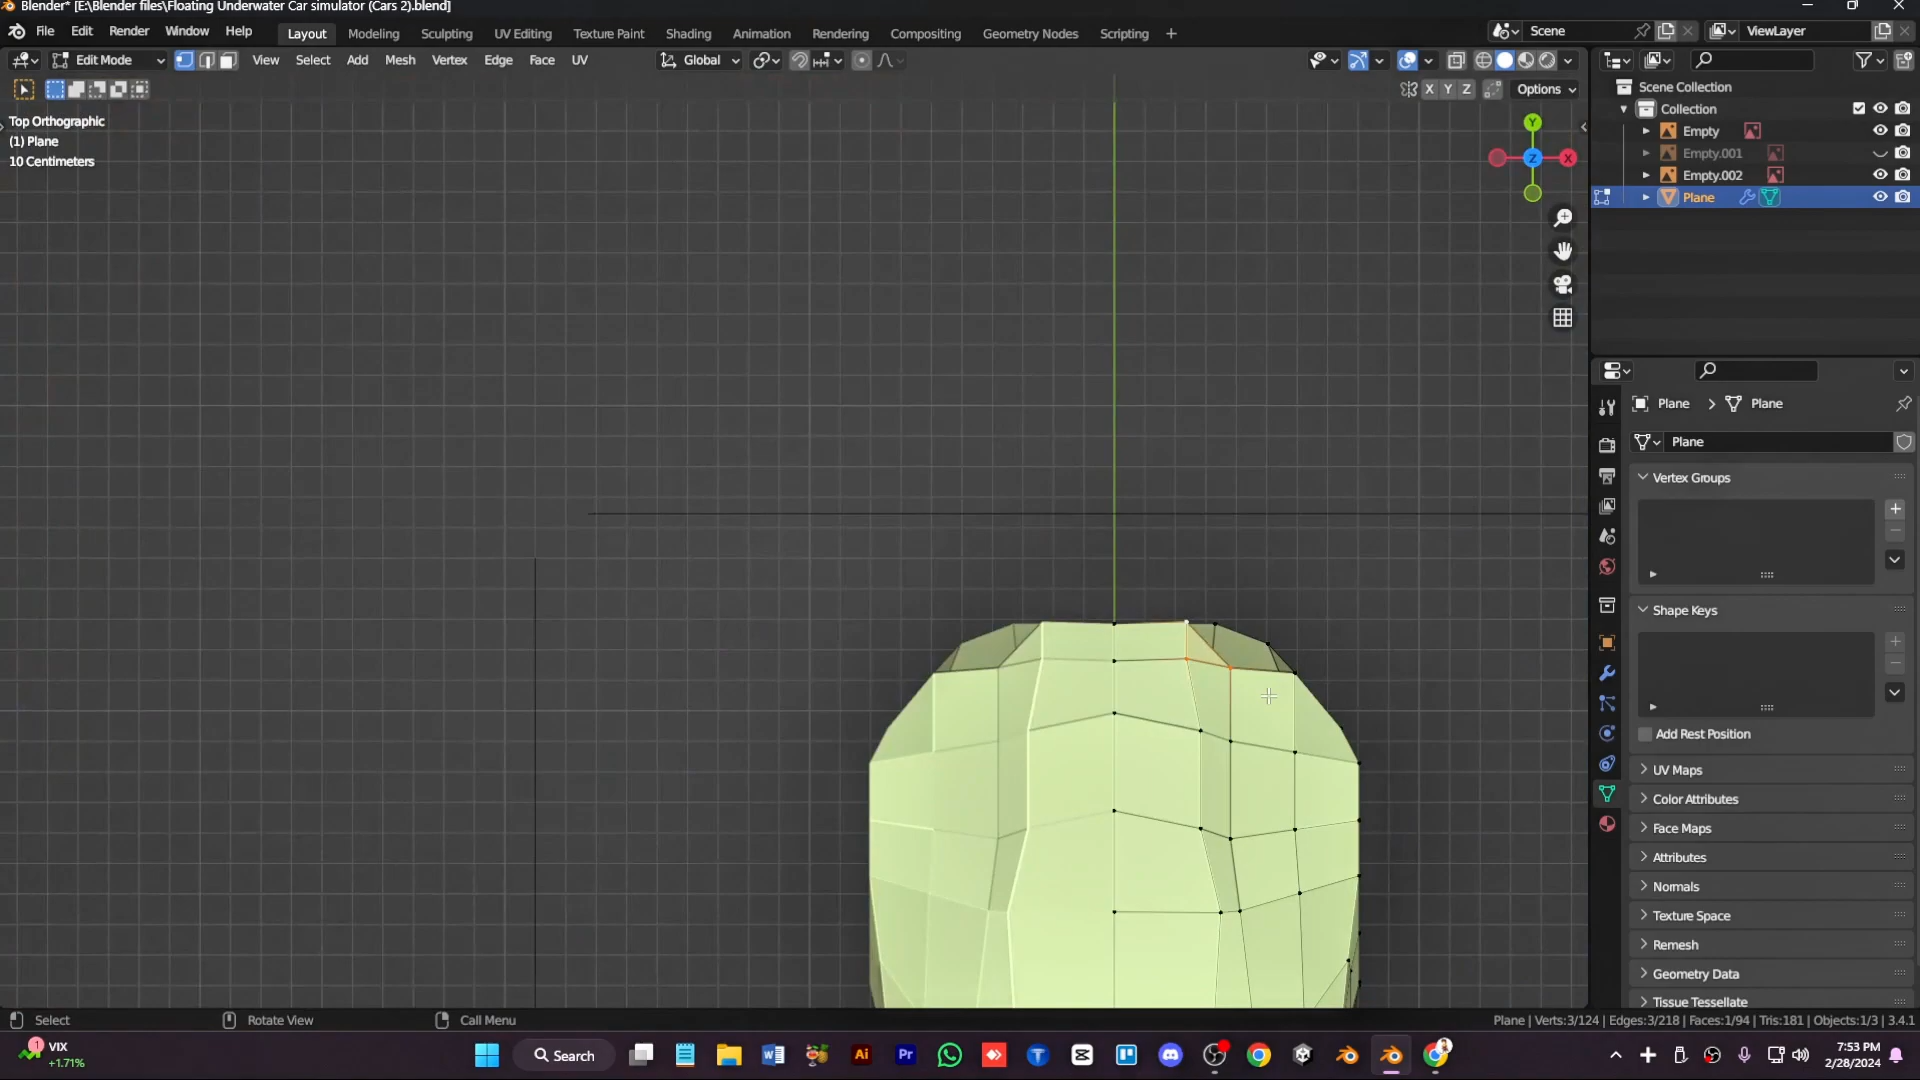 Blender* [E:\Blender files\Floating Underwater Car simulator (Cars 2).blend]
File Edit Render Window Help Layout Modeling Sculpting UV Editing Texture Paint Shading Animation Rendering Compositing Geometry Nodes Scripting + Scene ViewLayer
Edit Mode View Select Add Mesh Vertex Edge Face UV Global
X Y Z Options
Top Orthographic
(1) Plane
10 Centimeters
Y
X
Z
Scene Collection
Collection
Empty
Empty.001
Empty.002
Plane
Plane > Plane
Plane
Vertex Groups
Shape Keys
Add Rest Position
UV Maps
Color Attributes
Face Maps
Attributes
Normals
Texture Space
Remesh
Geometry Data
Tissue Tessellate
Select Rotate View Call Menu Plane | Verts:3/124 | Edges:3/218 | Faces:1/94 | Tris:181 | Objects:1/3 | 3.4.1
1 VIX
+1.71%
Search
Ai
Pr
7:53 PM
2/28/2024